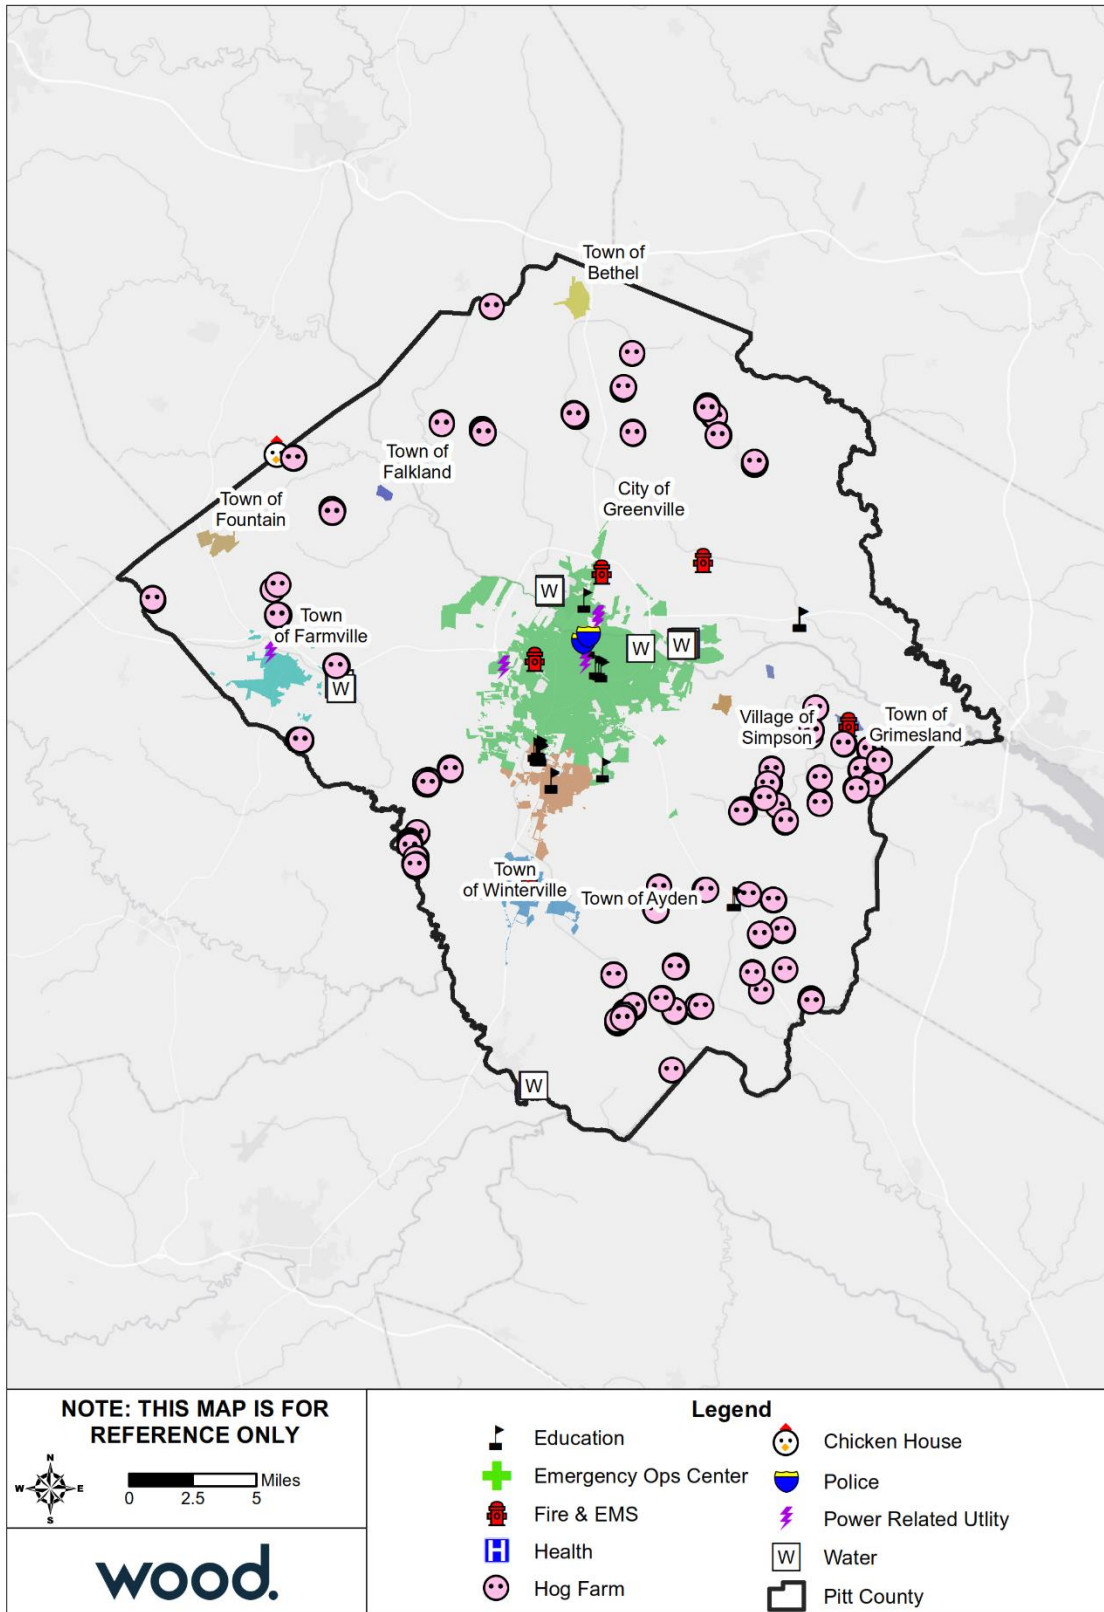 Town of
Bethel
Town of
Falkland
City of
Greenville
Town of
Fountain
W
Town
of Farmville
W
W
W
Village of
Simpson
Town of
Grimesland
Town
of Winterville
Town of Ayden
W
NOTE: THIS MAP IS FOR
REFERENCE ONLY
N
W E
S
Miles
0 2.5 5
wood.
Legend
Education
Emergency Ops Center
Fire & EMS
H Health
Hog Farm
Chicken House
Police
Power Related Utlity
W Water
Pitt County